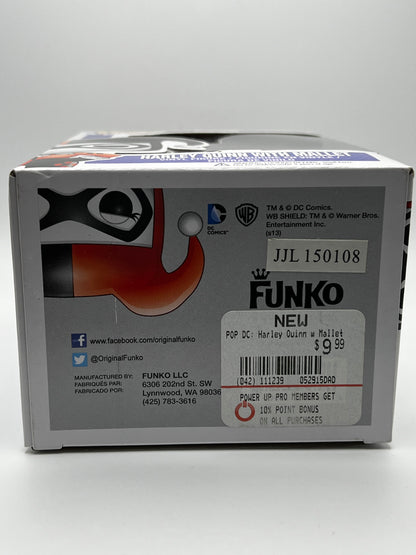 HARLEY QUINN WITH MALLET
DC
COMICS™
TM & © DC Comics.
WB SHIELD: TM & © Warner Bros.
Entertainment Inc.
(s13)
JJL 150108
FUNKO
NEW
POP DC: Harley Quinn w Mallet
$9.99
(042) 111239 052915DAO
POWER UP PRO MEMBERS GET
10% POINT BONUS
ON ALL PURCHASES
www.facebook.com/originalfunko
@OriginalFunko
MANUFACTURED BY:
FABRIQUÉS PAR:
FABRICADO POR:
FUNKO LLC
6306 202nd St. SW
Lynnwood, WA 98036
(425) 783-3616